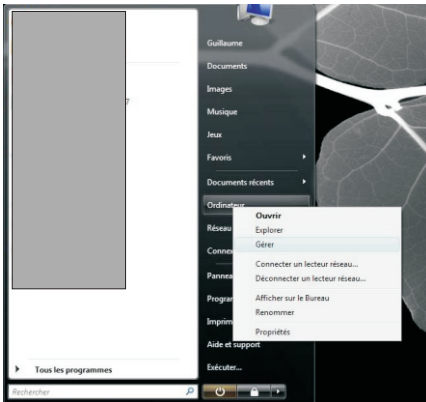 Guillaume
Documents
Images
Musique
Jeux
Favoris
Documents récents
Ordinateur
Ouvrir
Explorer
Gérer
Connecter un lecteur réseau...
Déconnecter un lecteur réseau...
Afficher sur le Bureau
Renommer
Propriétés
Réseau
Connex
Pannea
Progran
Imprim
Aide et support
Exécuter...
Tous les programmes
Rechercher